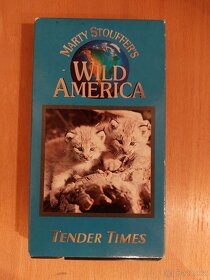 MARTY STOUFFER'S
WILD
AMERICA
TENDER TIMES